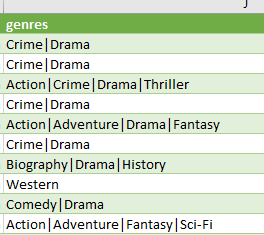 genres
Crime|Drama
Crime|Drama
Action|Crime|Drama|Thriller
Crime|Drama
Action|Adventure|Drama|Fantasy
Crime|Drama
Biography|Drama|History
Western
Comedy|Drama
Action|Adventure|Fantasy|Sci-Fi